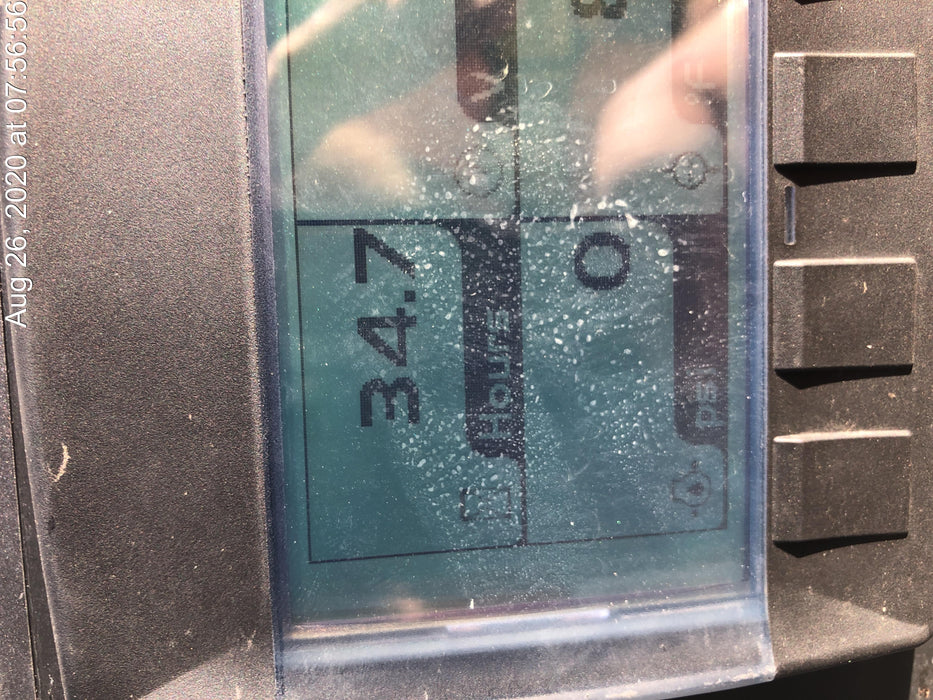 Aug 26, 2020 at 07:56:56
34.7
Hours
V
0
psi
°F